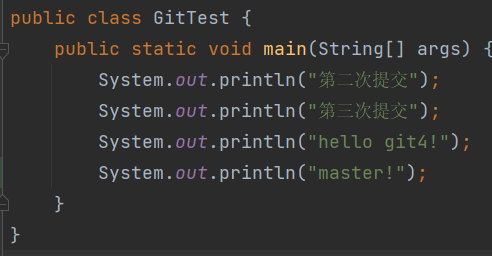 public class GitTest {
public static void main(String[] args) {
System.out.println("第二次提交");
System.out.println("第三次提交");
System.out.println("hello git4!");
System.out.println("master!");
}
}